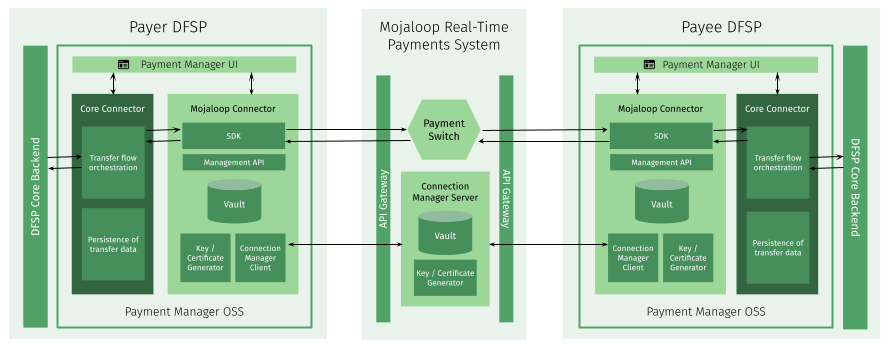 Payer DFSP
DFSP Core Backend
Payment Manager UI
Core Connector
Transfer flow
orchestration
Persistence of
transfer data
Mojaloop Connector
SDK
Management API
Vault
Key /
Certificate
Generator
Connection
Manager
Client
Payment Manager OSS
Mojaloop Real-Time
Payments System
API Gateway
Payment
Switch
Connection
Manager Server
Vault
Key / Certificate
Generator
API Gateway
Payee DFSP
Payment Manager UI
Mojaloop Connector
SDK
Management API
Vault
Connection
Manager
Client
Key /
Certificate
Generator
Core Connector
Transfer flow
orchestration
Persistence of
transfer data
Payment Manager OSS
DFSP Core Backend